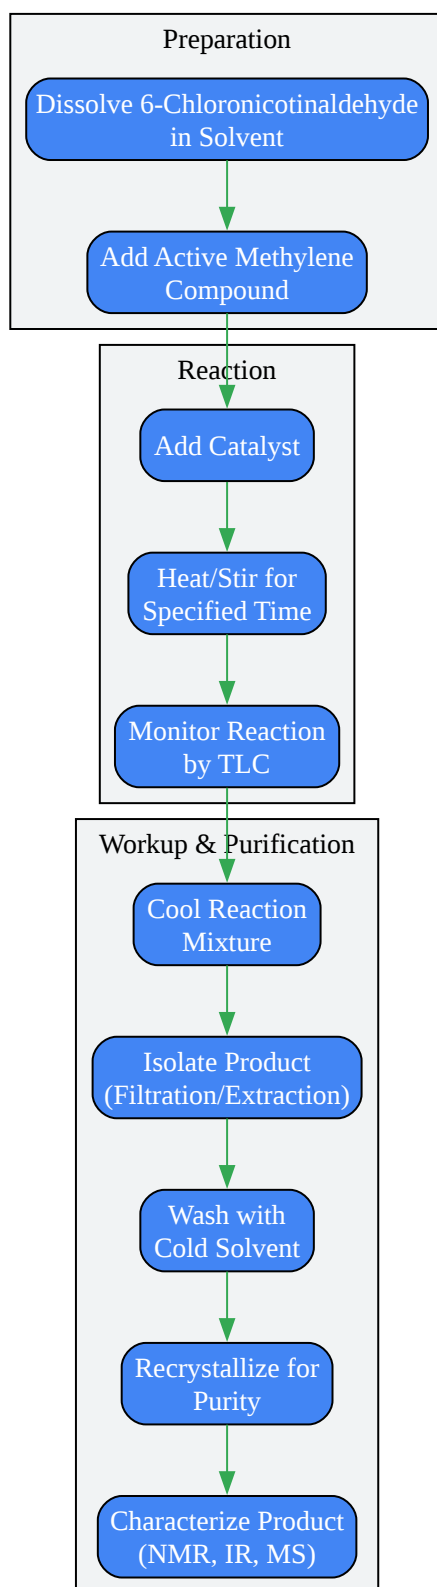 Preparation
Dissolve 6-Chloronicotinaldehyde
in Solvent
Add Active Methylene
Compound
Reaction
Add Catalyst
Heat/Stir for
Specified Time
Monitor Reaction
by TLC
Workup & Purification
Cool Reaction
Mixture
Isolate Product
(Filtration/Extraction)
Wash with
Cold Solvent
Recrystallize for
Purity
Characterize Product
(NMR, IR, MS)